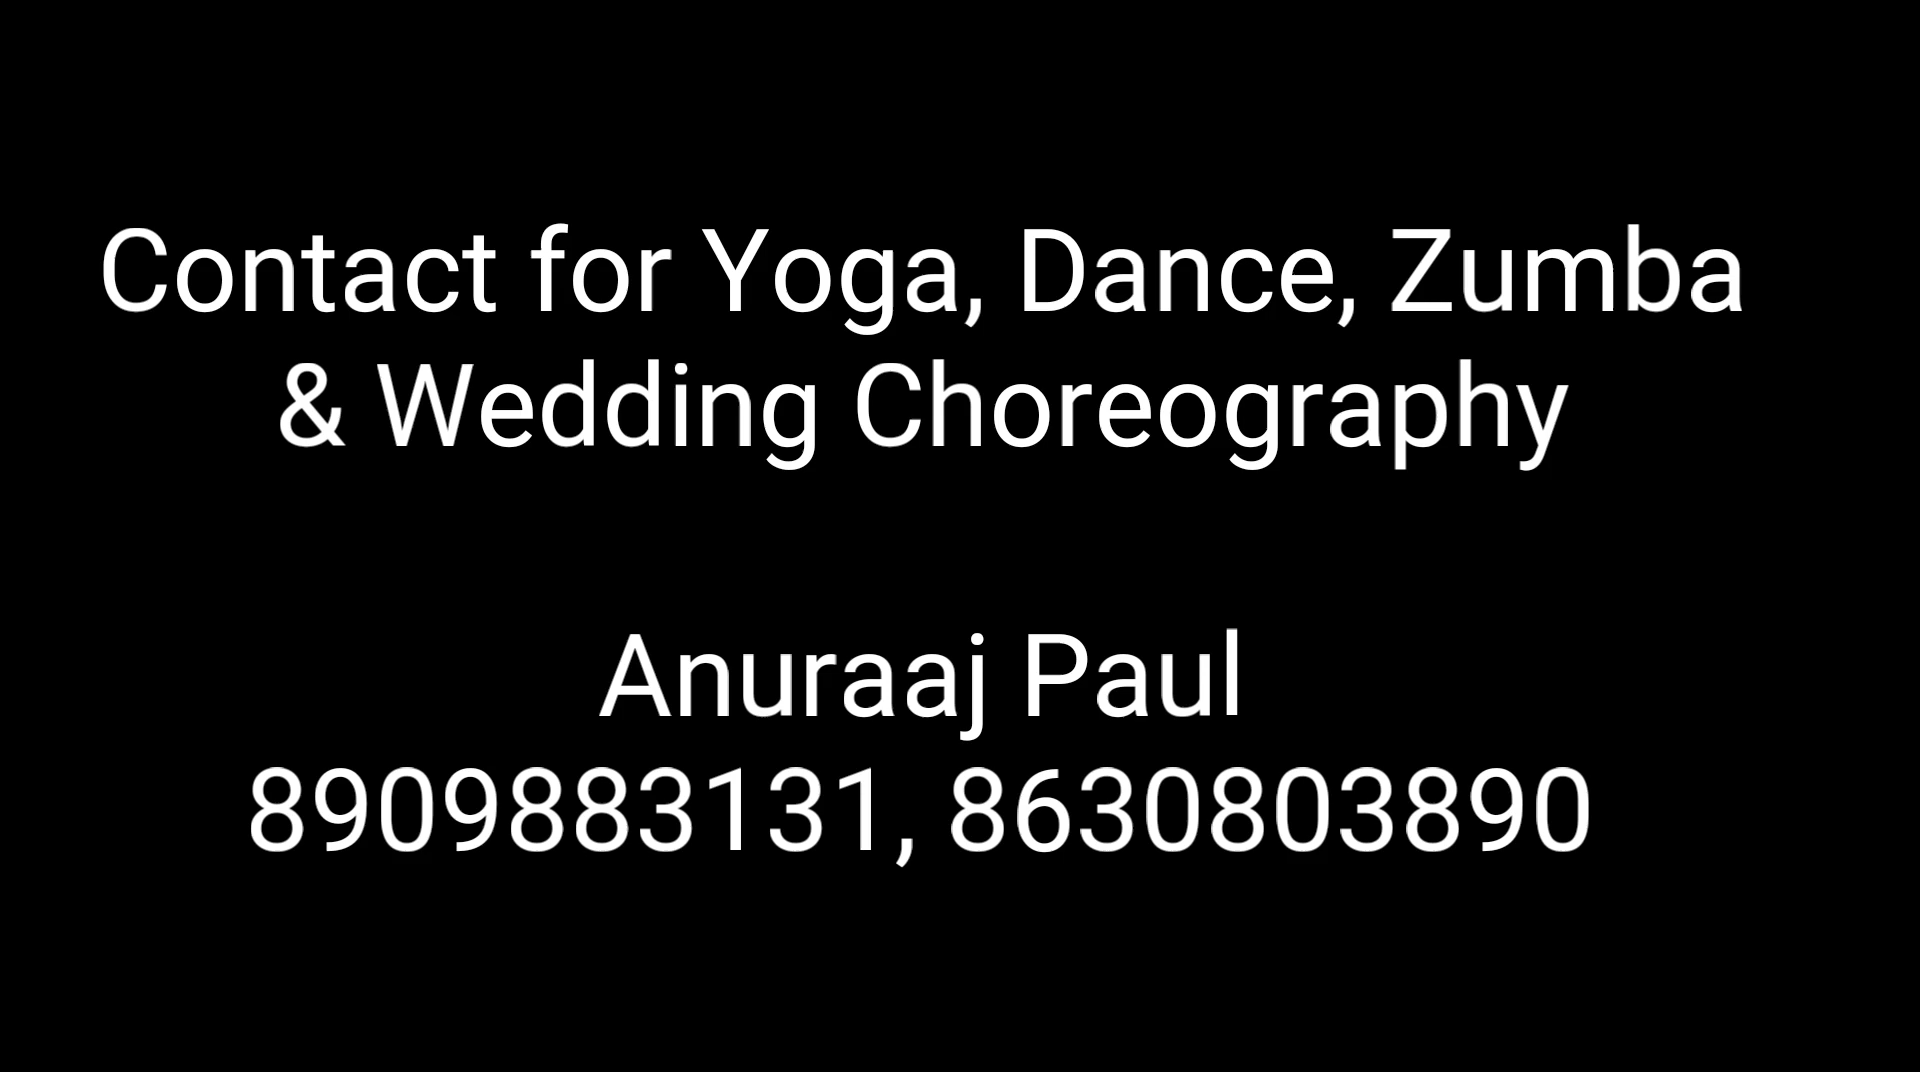 Contact for Yoga, Dance, Zumba
& Wedding Choreography
Anuraaj Paul
8909883131, 8630803890